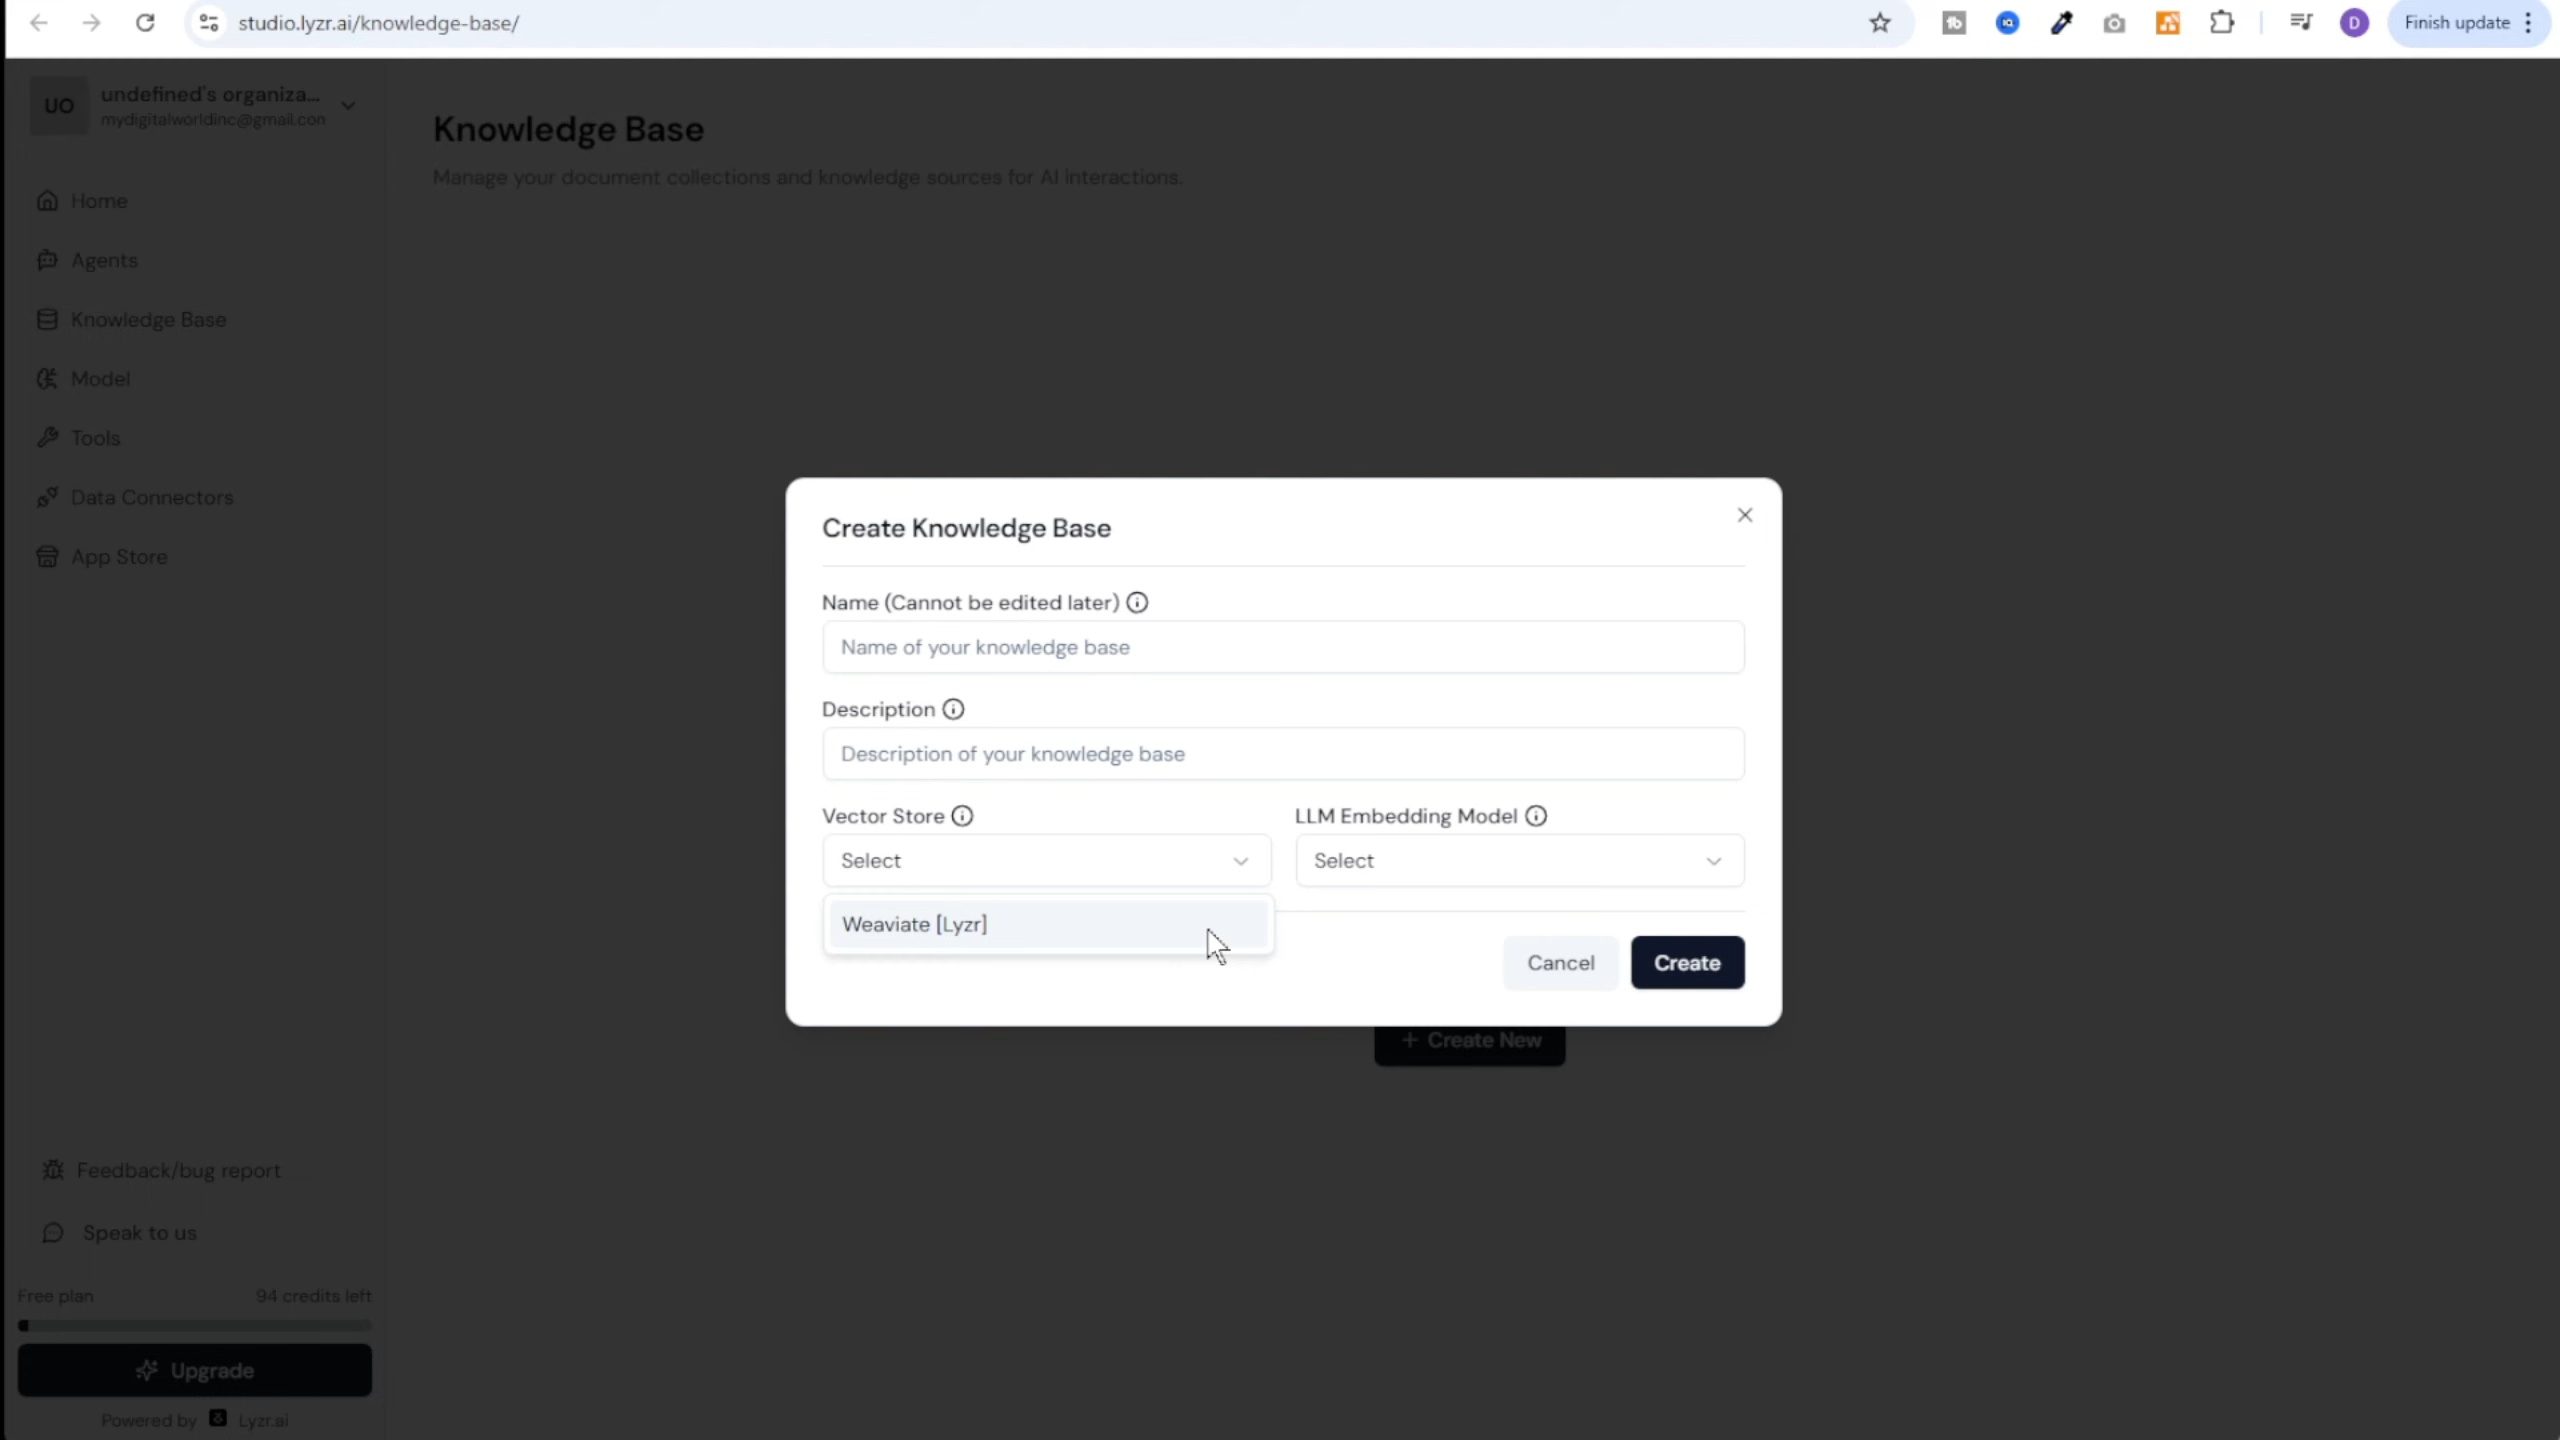 studio.lyzr.ai/knowledge-base/
Finish update
D
UO
undefined's organiza...
mydigitalworldinc@gmail.con
Home
Agents
Knowledge Base
Model
Tools
Data Connectors
App Store
Feedback/bug report
Speak to us
Free plan
94 credits left
Upgrade
Powered by Lyzr.ai
Knowledge Base
Manage your document collections and knowledge sources for AI interactions.
Create Knowledge Base
Name (Cannot be edited later)
Name of your knowledge base
Description
Description of your knowledge base
Vector Store
LLM Embedding Model
Select
Select
Weaviate [Lyzr]
Cancel
Create
+ Create New